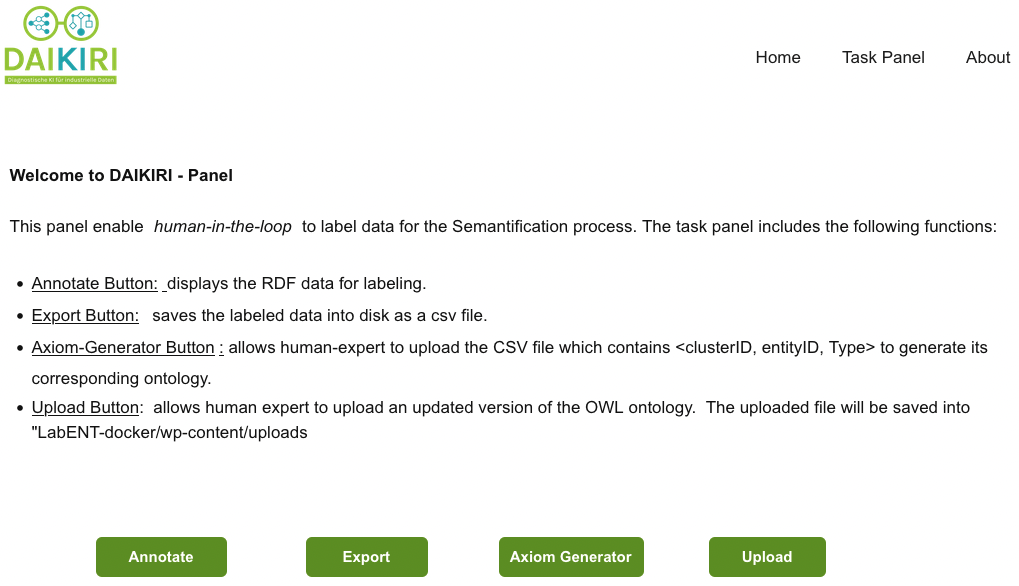 DAIKIRI
Diagnostische KI für industrielle Daten
Home Task Panel About
Welcome to DAIKIRI - Panel
This panel enable human-in-the-loop to label data for the Semantification process. The task panel includes the following functions:
• Annotate Button: displays the RDF data for labeling.
• Export Button: saves the labeled data into disk as a csv file.
• Axiom-Generator Button : allows human-expert to upload the CSV file which contains <clusterID, entityID, Type> to generate its
corresponding ontology.
• Upload Button: allows human expert to upload an updated version of the OWL ontology. The uploaded file will be saved into
"LabENT-docker/wp-content/uploads
Annotate Export Axiom Generator Upload